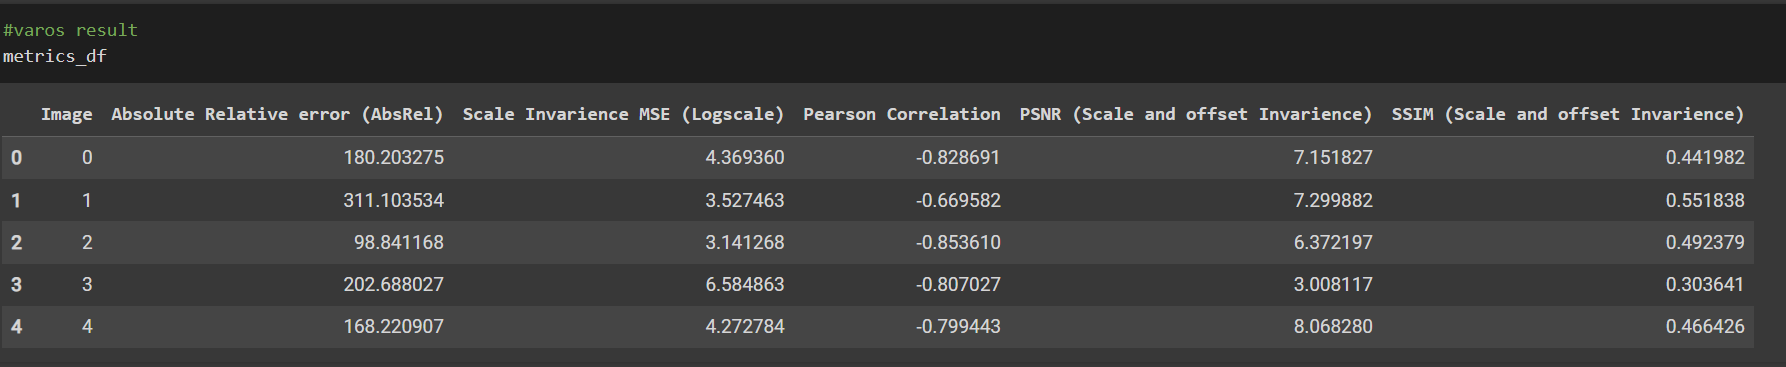 #varos result
metrics_df
Image Absolute Relative error (AbsRel) Scale Invarience MSE (Logscale) Pearson Correlation PSNR (Scale and offset Invarience) SSIM (Scale and offset Invarience)
0 0 180.203275 4.369360 -0.828691 7.151827 0.441982
1 1 311.103534 3.527463 -0.669582 7.299882 0.551838
2 2 98.841168 3.141268 -0.853610 6.372197 0.492379
3 3 202.688027 6.584863 -0.807027 3.008117 0.303641
4 4 168.220907 4.272784 -0.799443 8.068280 0.466426